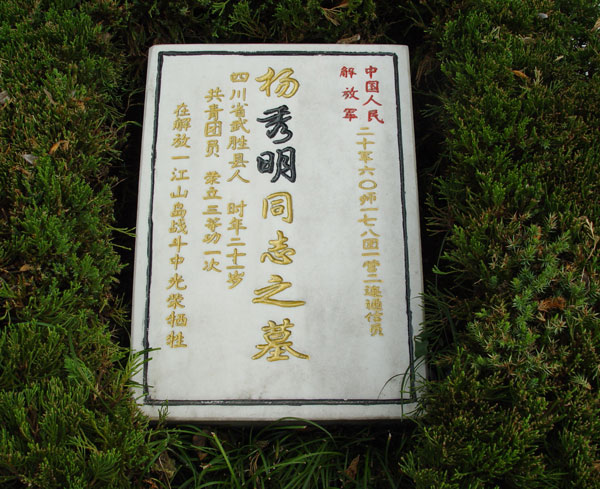 中国人民
解放军
二十军六〇师一七八团一营二连通信员
杨秀明同志之墓
四川省武胜县人 时年二十一岁
共青团员 荣立三等功一次
在解放一江山岛战斗中光荣牺牲